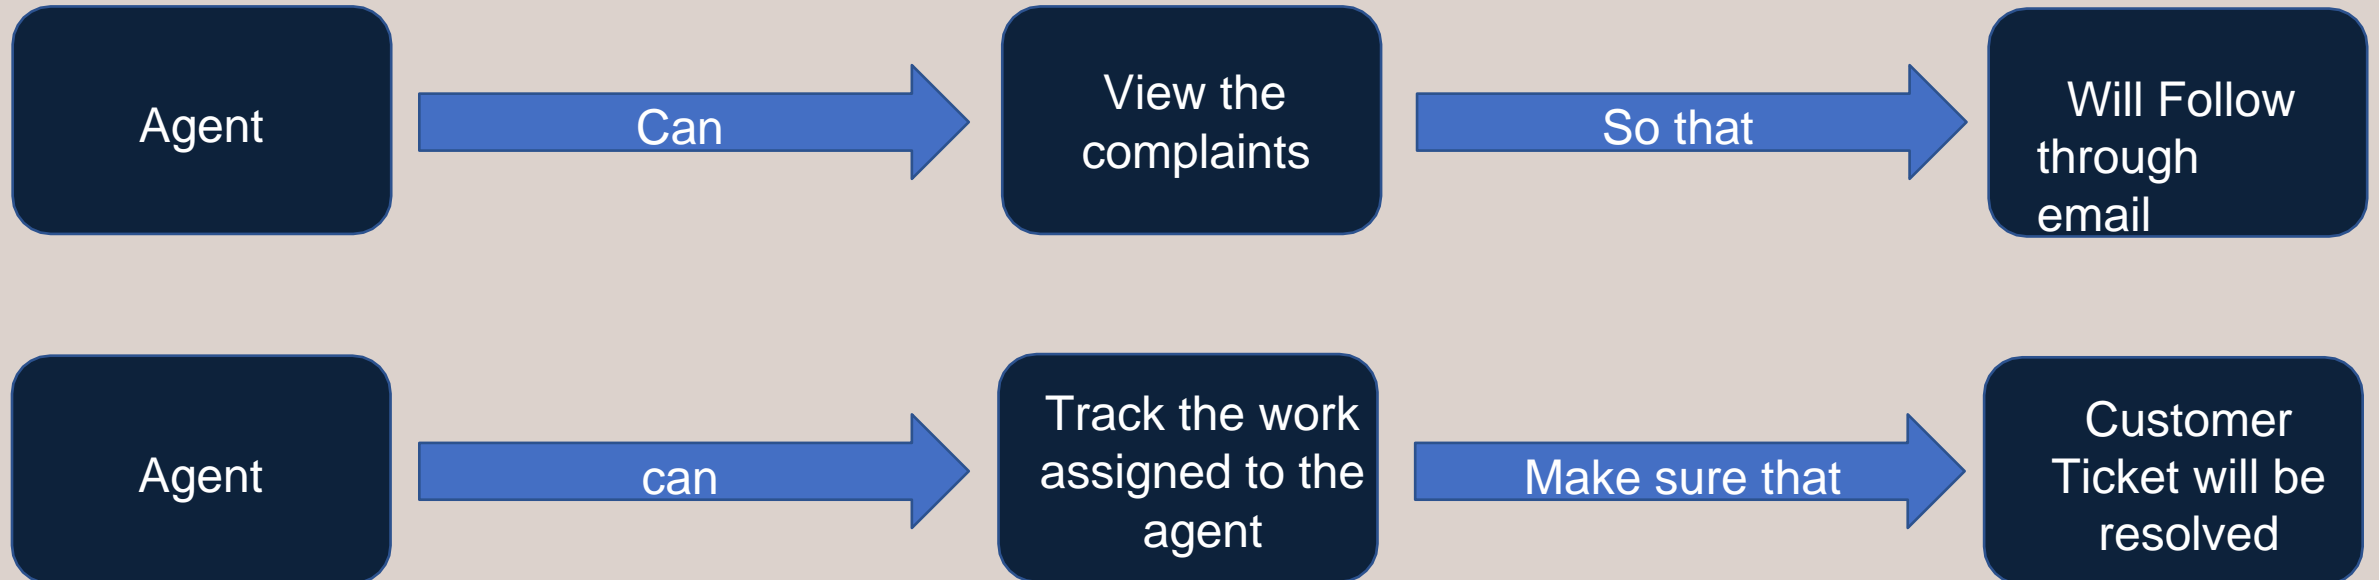 Agent
Can
View the
complaints
So that
Will Follow
through
email
Agent
can
Track the work
assigned to the
agent
Make sure that
Customer
Ticket will be
resolved